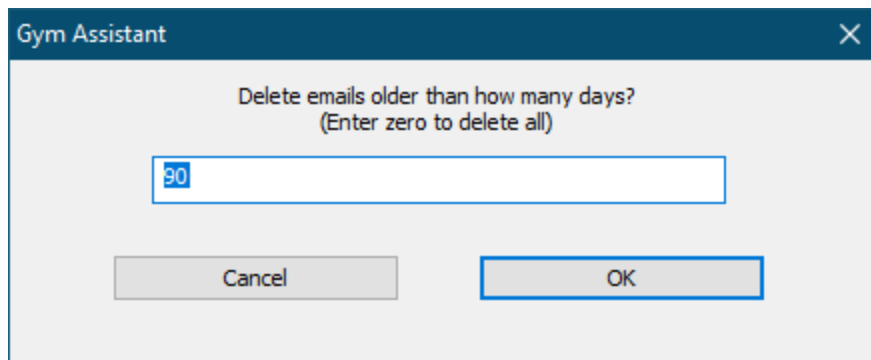 Gym Assistant
Delete emails older than how many days?
(Enter zero to delete all)
90
Cancel
OK